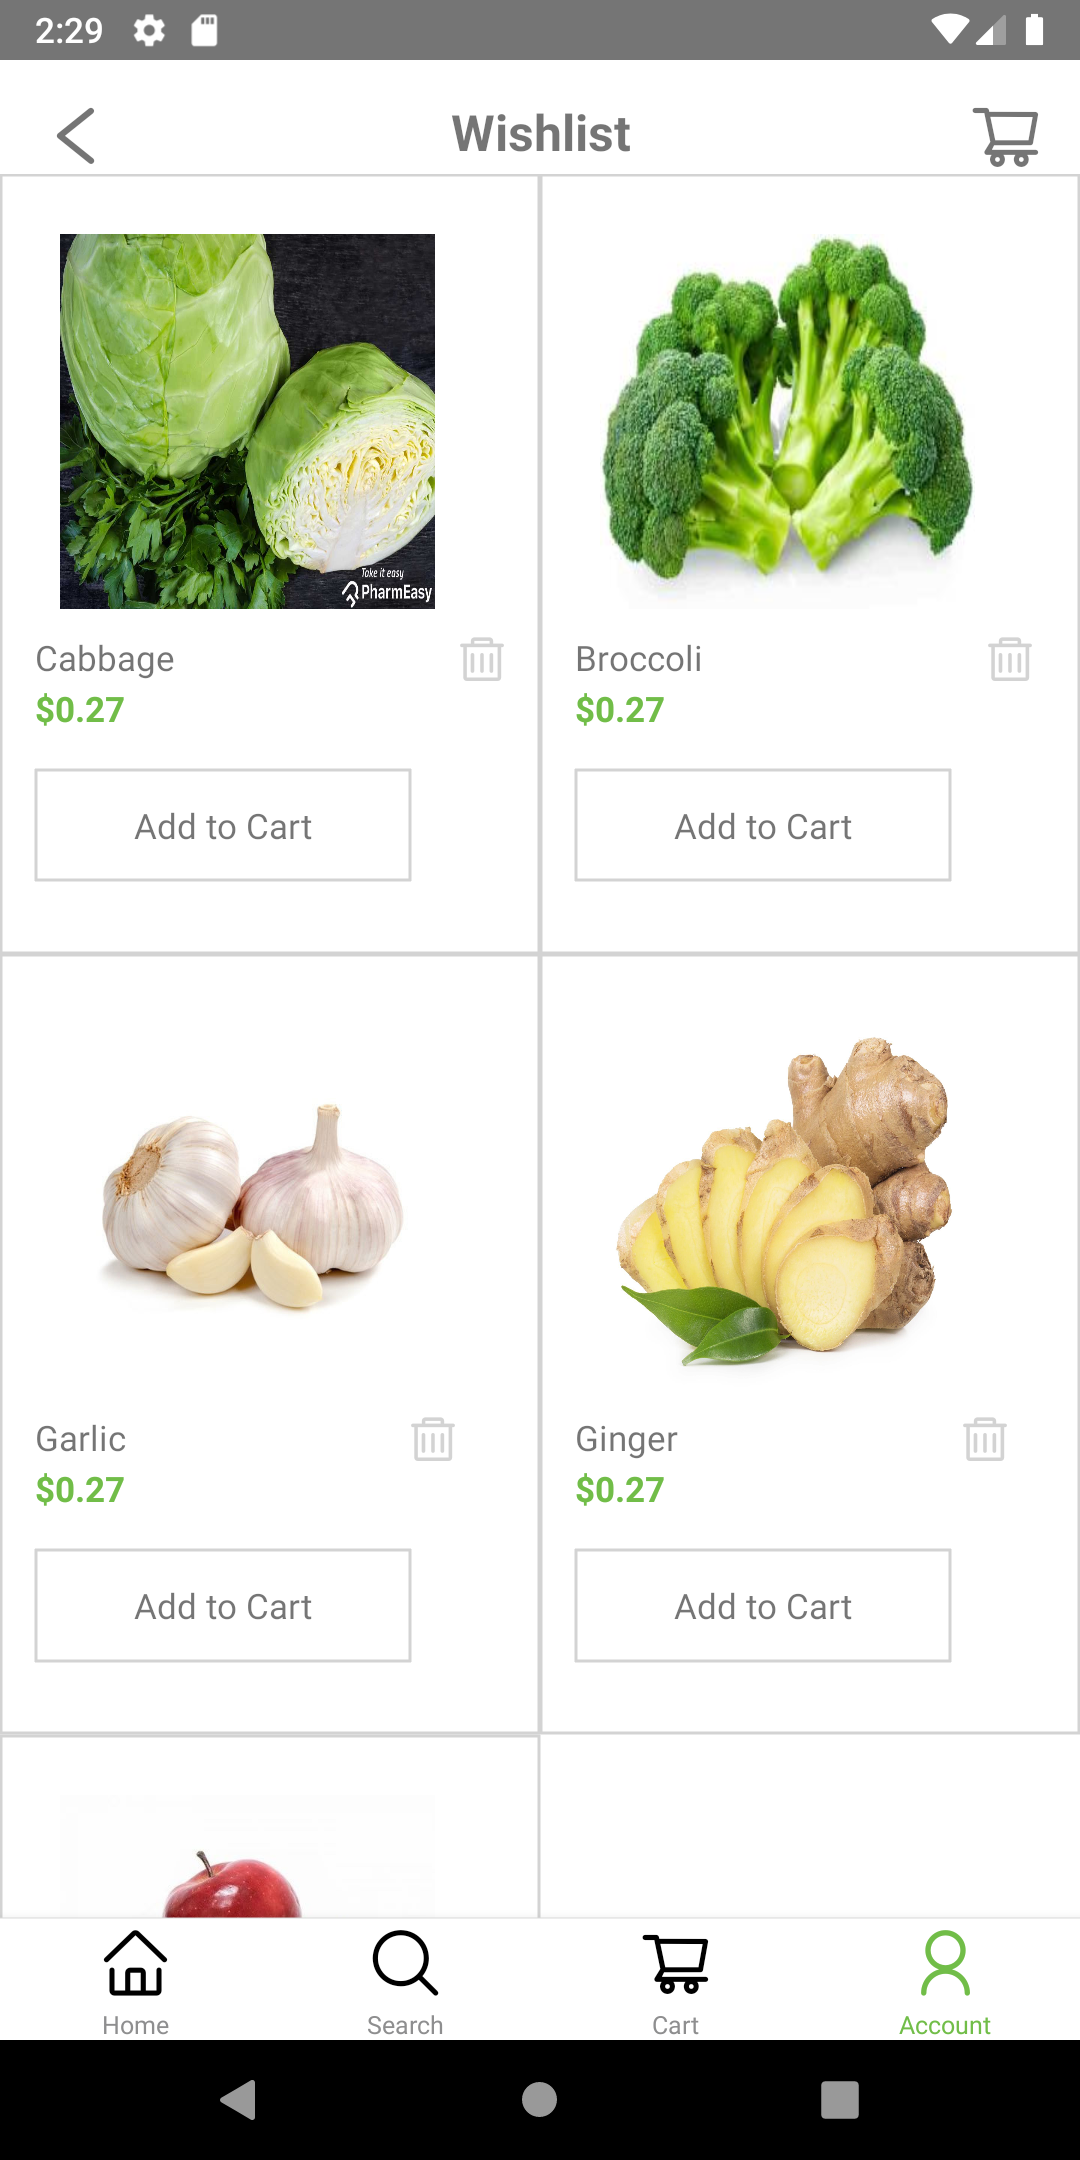 2:29
Wishlist
Take it easy
PharmEasy
Cabbage
$0.27
Add to Cart
Broccoli
$0.27
Add to Cart
Garlic
$0.27
Add to Cart
Ginger
$0.27
Add to Cart
Home
Search
Cart
Account